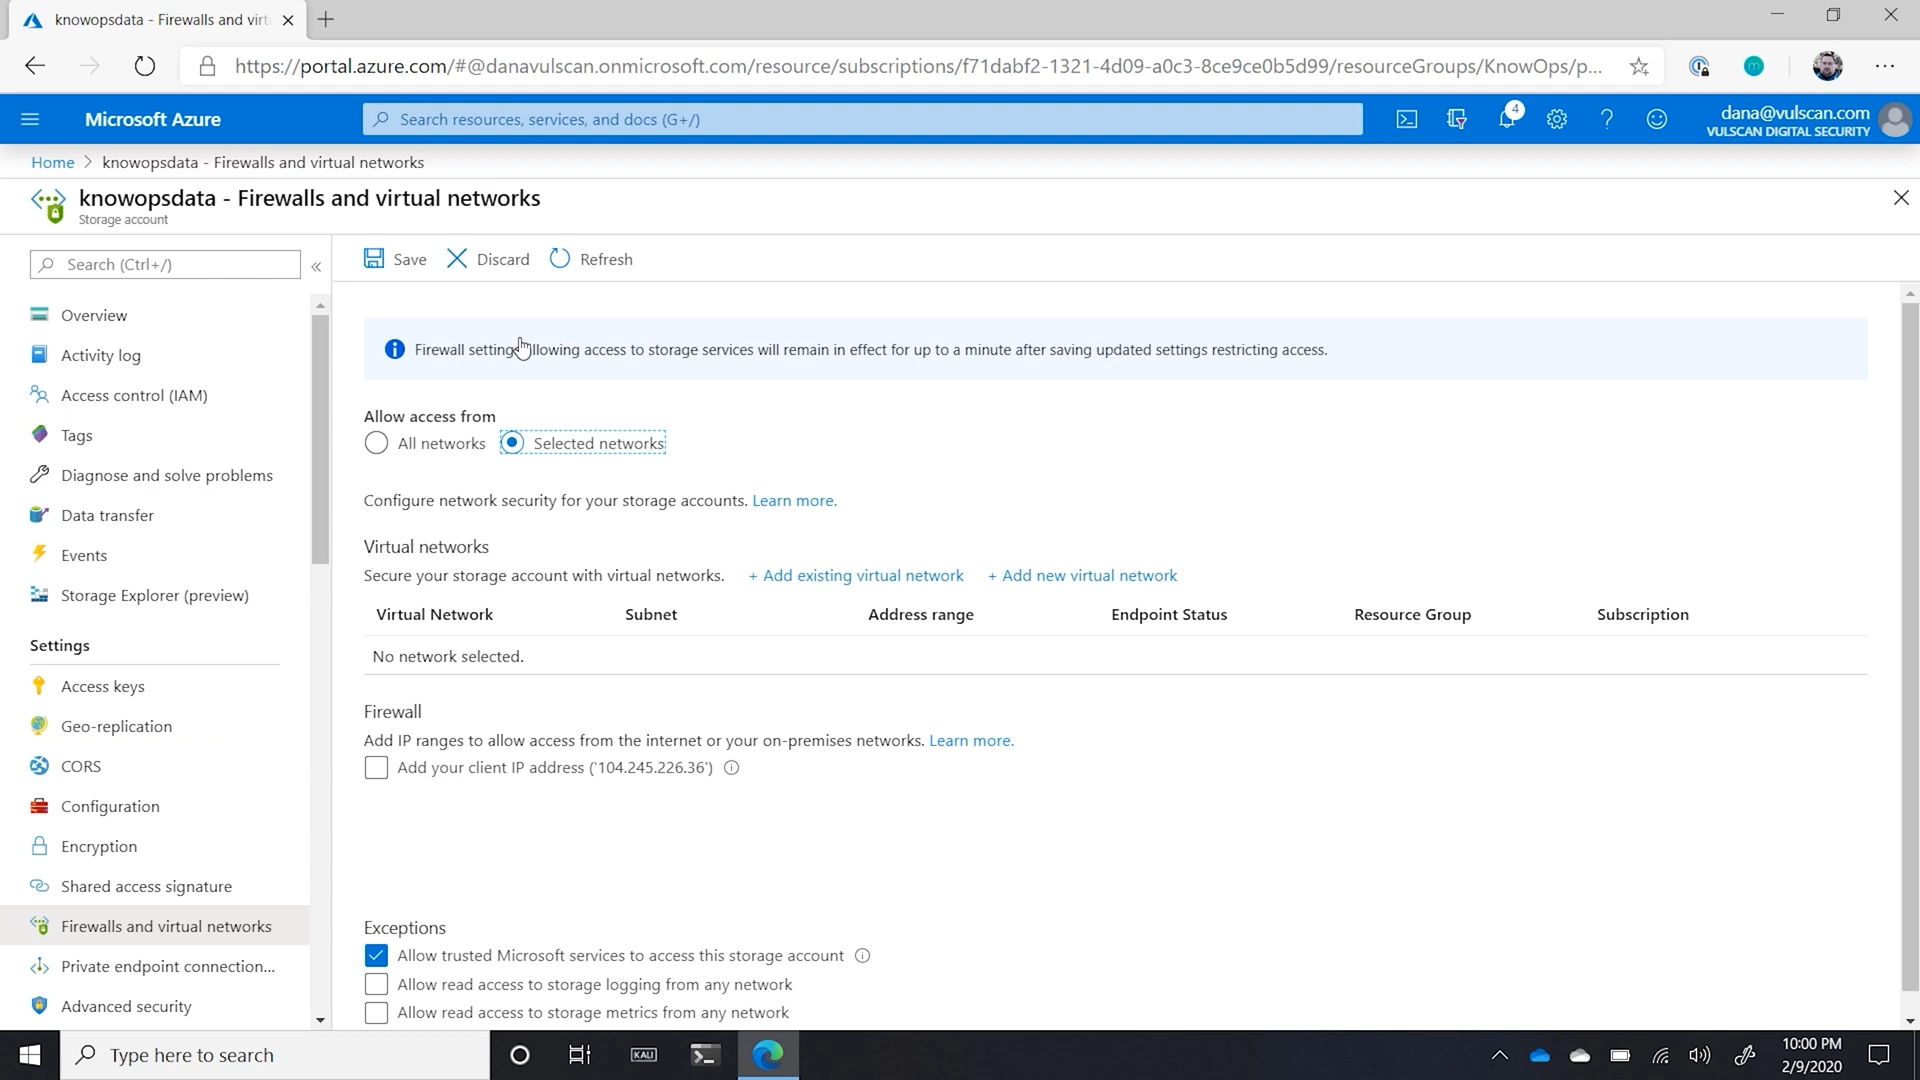 knowopsdata - Firewalls and virt
https://portal.azure.com/#@danavulscan.onmicrosoft.com/resource/subscriptions/f71dabf2-1321-4d09-a0c3-8ce9ce0b5d99/resourceGroups/KnowOps/p...
m
Microsoft Azure
Search resources, services, and docs (G+/)
4
dana@vulscan.com
VULSCAN DIGITAL SECURITY
Home > knowopsdata - Firewalls and virtual networks
knowopsdata - Firewalls and virtual networks
Storage account
Search (Ctrl+/)
Save Discard Refresh
Overview
Activity log
Access control (IAM)
Tags
Diagnose and solve problems
Data transfer
Events
Storage Explorer (preview)
Settings
Access keys
Geo-replication
CORS
Configuration
Encryption
Shared access signature
Firewalls and virtual networks
Private endpoint connection...
Advanced security
Firewall setting allowing access to storage services will remain in effect for up to a minute after saving updated settings restricting access.
Allow access from
All networks Selected networks
Configure network security for your storage accounts. Learn more.
Virtual networks
Secure your storage account with virtual networks. + Add existing virtual network + Add new virtual network
Virtual Network Subnet Address range Endpoint Status Resource Group Subscription
No network selected.
Firewall
Add IP ranges to allow access from the internet or your on-premises networks. Learn more.
Add your client IP address ('104.245.226.36')
Exceptions
Allow trusted Microsoft services to access this storage account
Allow read access to storage logging from any network
Allow read access to storage metrics from any network
Type here to search
KALI
10:00 PM
2/9/2020